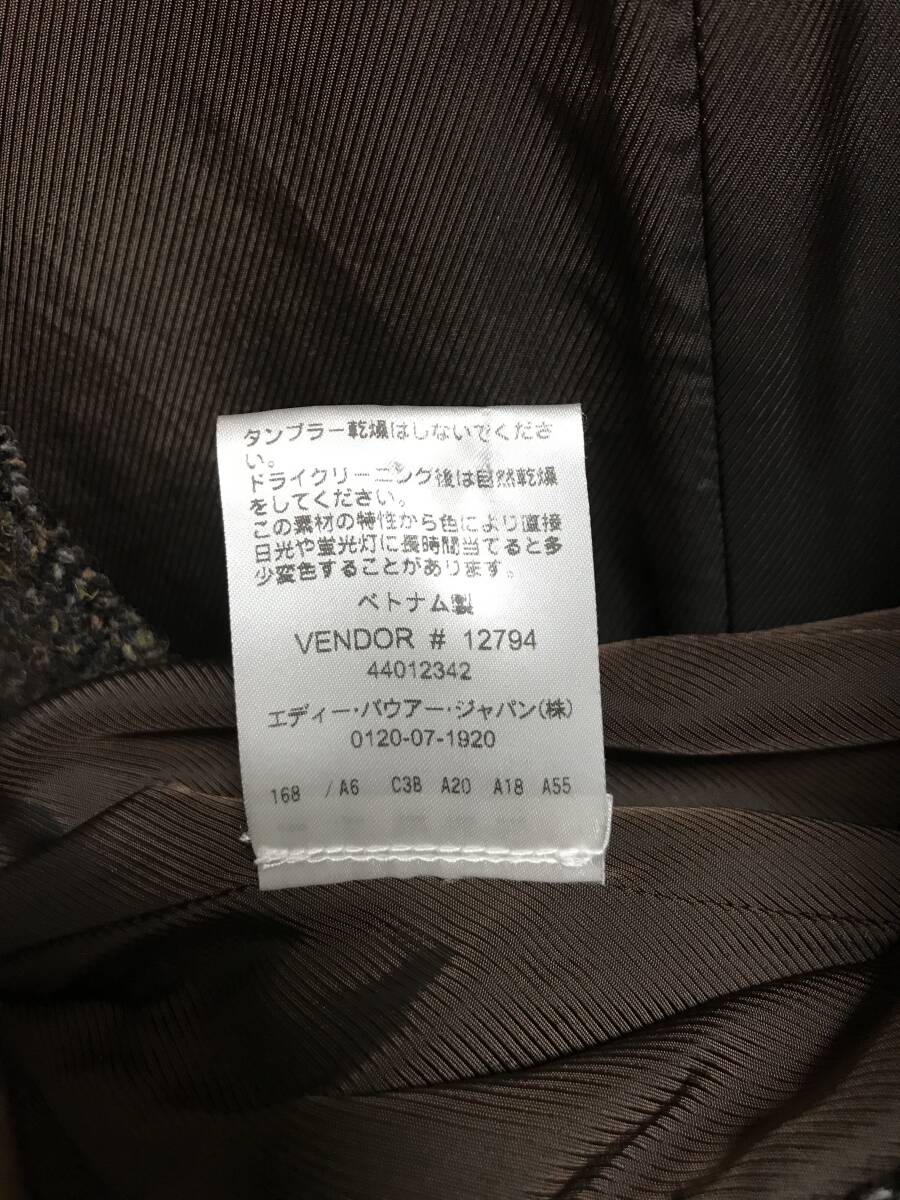 タンブラー乾燥はしないでくださ
い。
ドライクリーニング後は自然乾燥
をしてください。
この素材の特性から色により直接
日光や蛍光灯に長時間当てると多
少変色することがあります。
ベトナム製
VENDOR # 12794
44012342
エディー・バウアー・ジャパン(株)
0120-07-1920
168 /A6 C3B A20 A18 A55